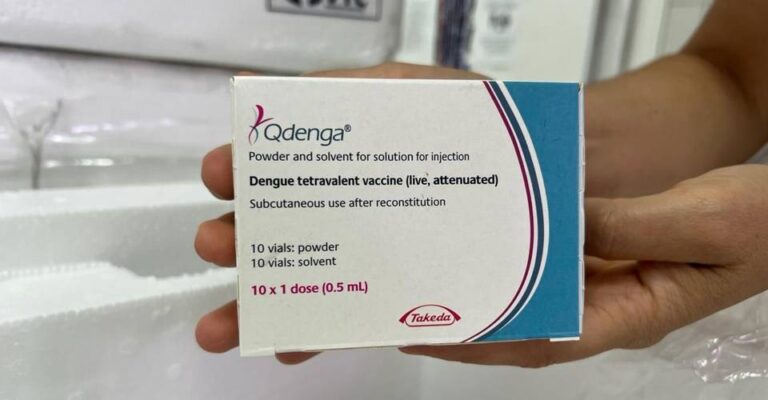 Qdenga®
Powder and solvent for solution for injection
Dengue tetravalent vaccine (live, attenuated)
Subcutaneous use after reconstitution
10 vials: powder
10 vials: solvent
10 x 1 dose (0.5 mL)
Takeda